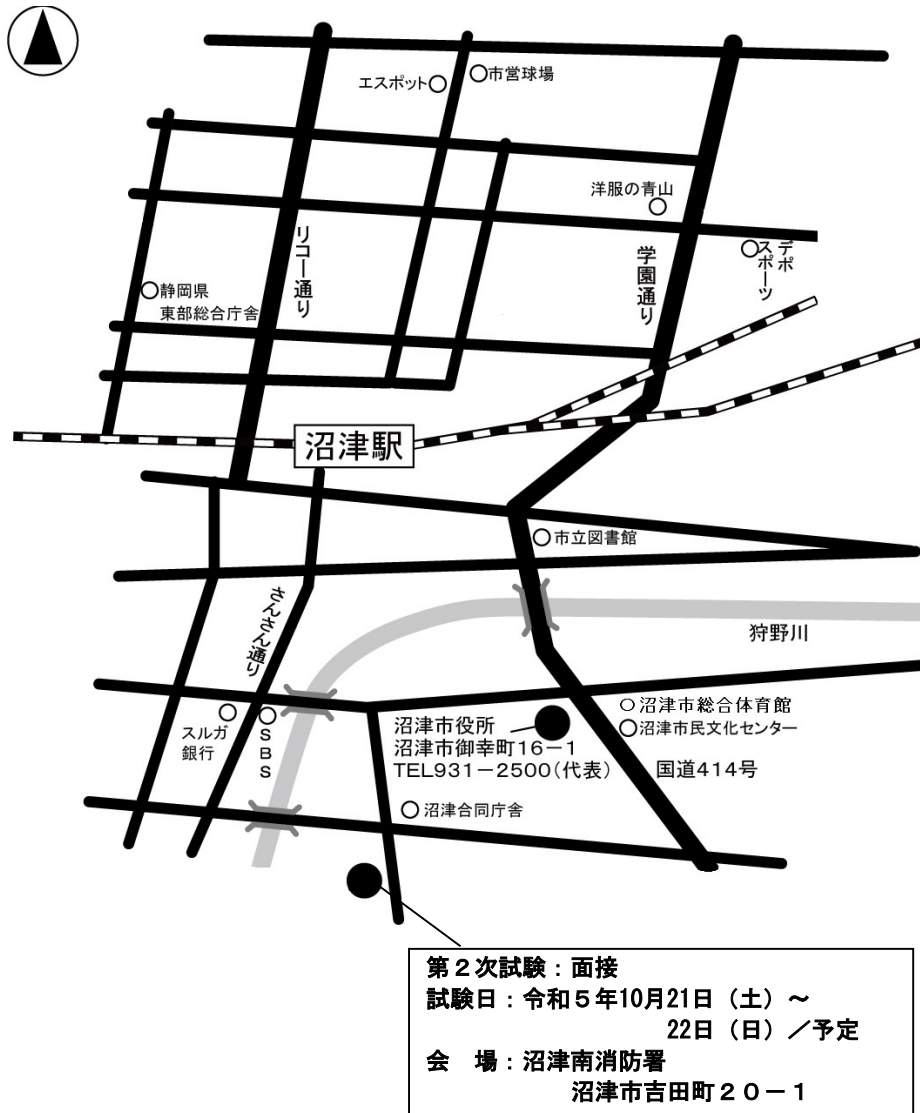 エスポット
市営球場
洋服の青山
デポ
スポーツ
リコー通り
学園通り
静岡県
東部総合庁舎
沼津駅
市立図書館
さんさん通り
狩野川
沼津市総合体育館
沼津市民文化センター
スルガ
銀行
SBS
沼津市役所
沼津市御幸町16－1
TEL931－2500(代表)
国道414号
沼津合同庁舎
第２次試験：面接
試験日：令和５年10月21日（土）～
22日（日）／予定
会　場：沼津南消防署
沼津市吉田町２０－１